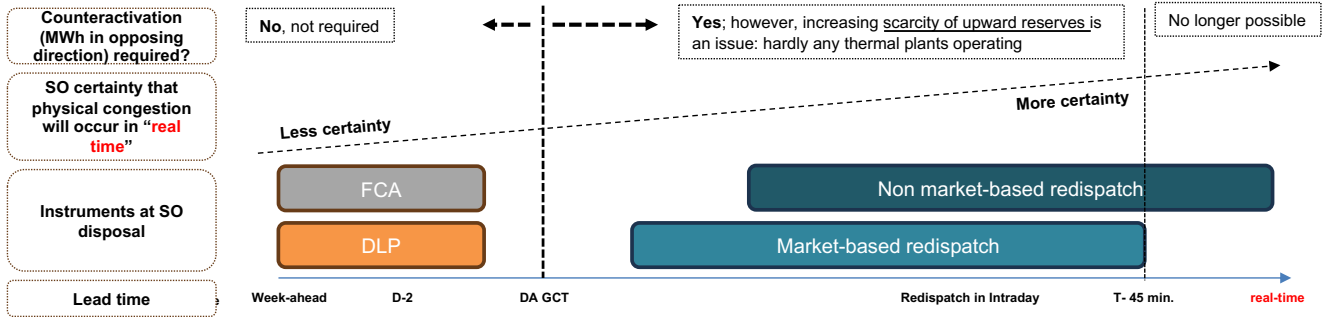 Counteractivation
(MWh in opposing
direction) required?
No, not required
Yes; however, increasing scarcity of upward reserves is
an issue: hardly any thermal plants operating
No longer possible
SO certainty that
physical congestion
will occur in “real
time”
Less certainty
More certainty
Instruments at SO
disposal
FCA
Non market-based redispatch
DLP
Market-based redispatch
Lead time
Week-ahead
D-2
DA GCT
Redispatch in Intraday
T- 45 min.
real-time